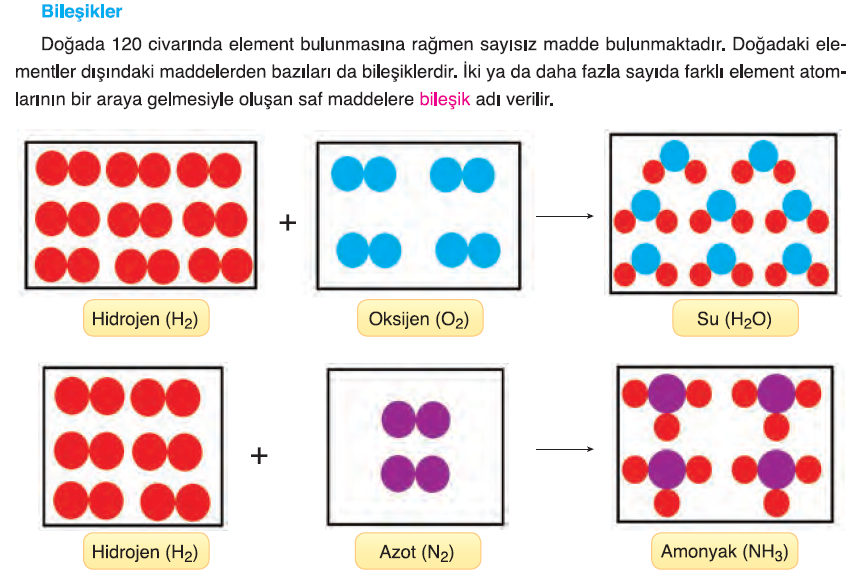 Bileşikler
Doğada 120 civarında element bulunmasına rağmen sayısız madde bulunmaktadır. Doğadaki ele-
mentler dışındaki maddelerden bazıları da bileşiklerdir. İki ya da daha fazla sayıda farklı element atom-
larının bir araya gelmesiyle oluşan saf maddelere bileşik adı verilir.
+
Hidrojen (H₂) Oksijen (O₂) Su (H₂O)
+
Hidrojen (H₂) Azot (N₂) Amonyak (NH₃)